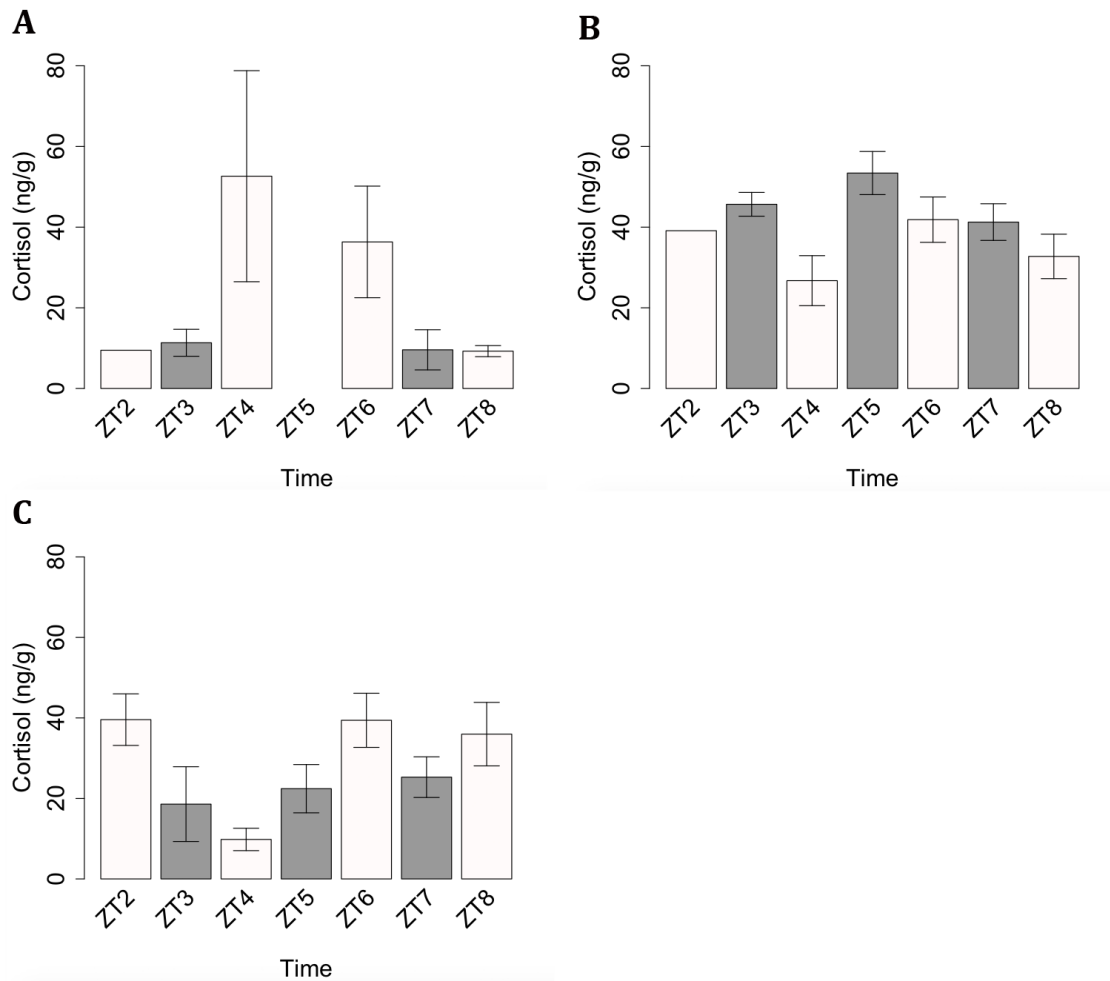 A
Cortisol (ng/g)
80
60
40
20
0
ZT2 ZT3 ZT4 ZT5 ZT6 ZT7 ZT8
Time
B
Cortisol (ng/g)
80
60
40
20
0
ZT2 ZT3 ZT4 ZT5 ZT6 ZT7 ZT8
Time
C
Cortisol (ng/g)
80
60
40
20
0
ZT2 ZT3 ZT4 ZT5 ZT6 ZT7 ZT8
Time